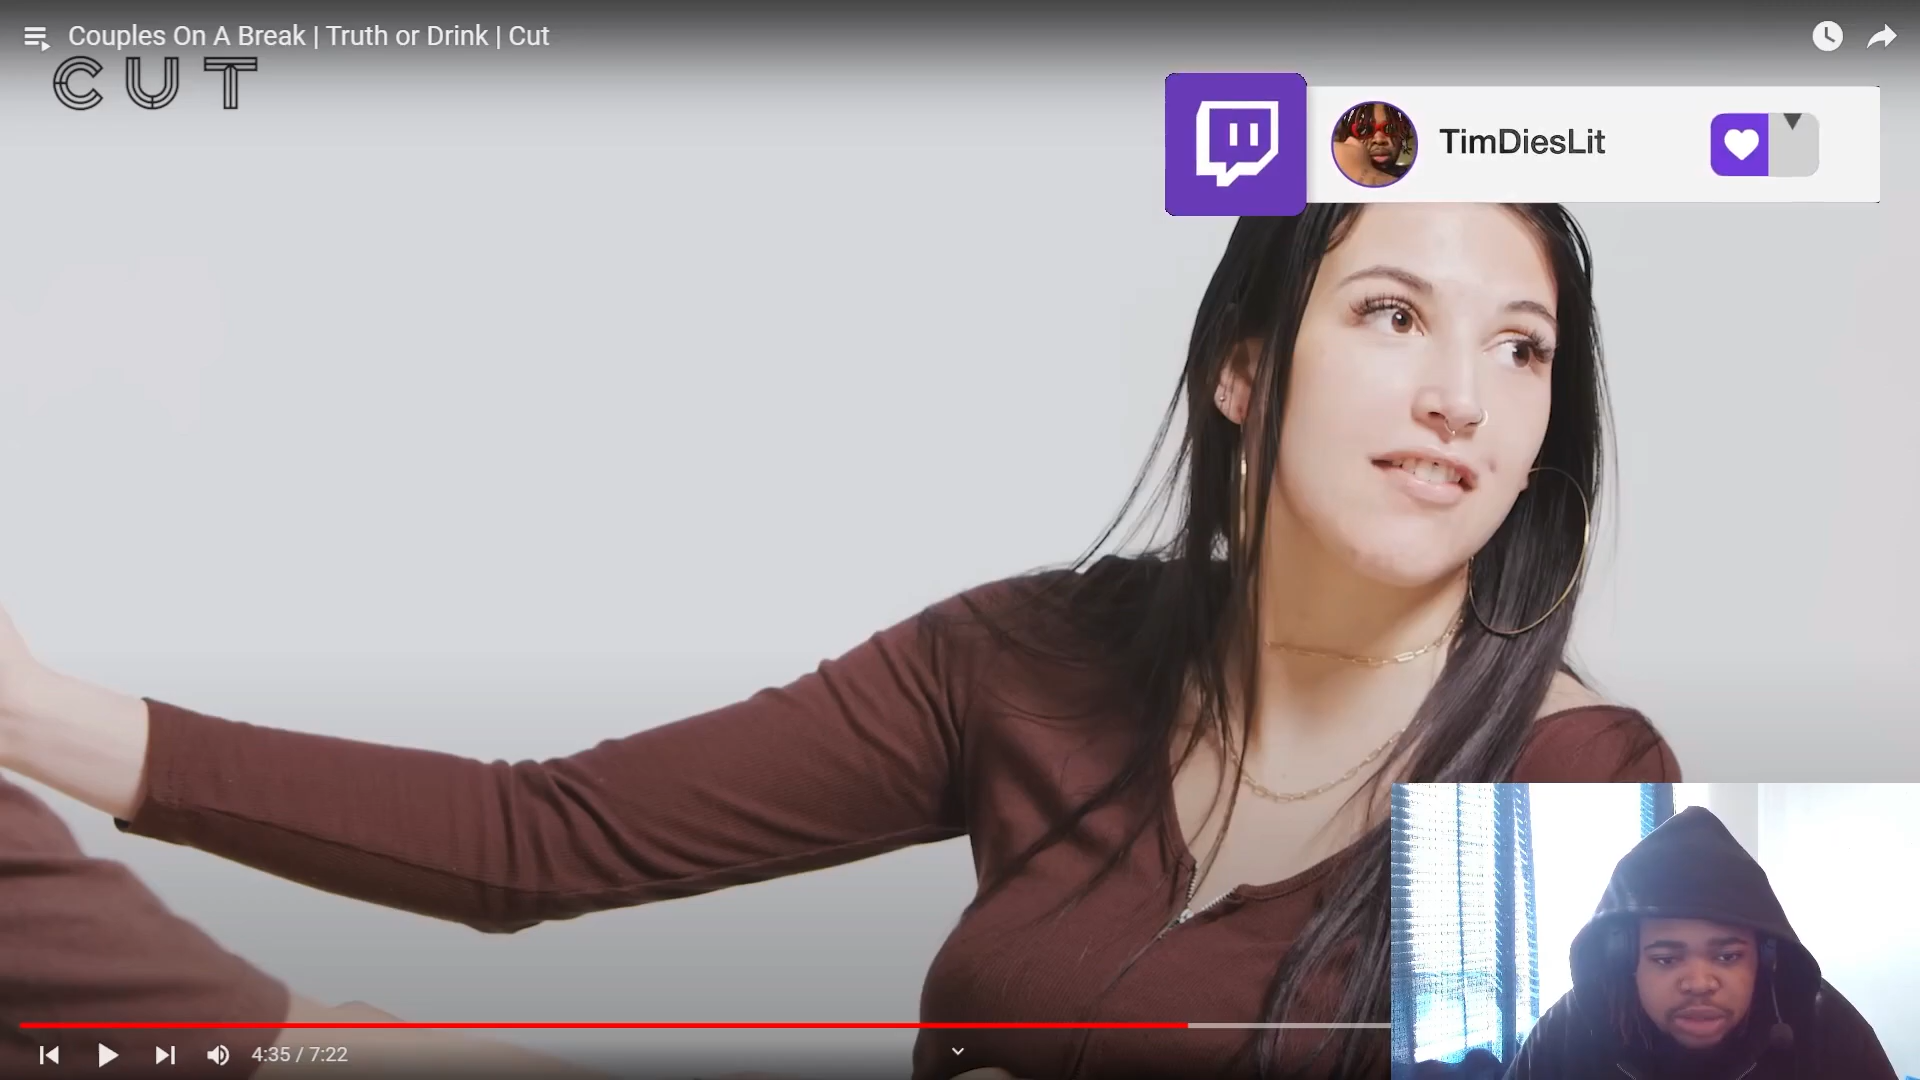 Couples On A Break | Truth or Drink | Cut
CUT
TimDiesLit
4:35 / 7:22